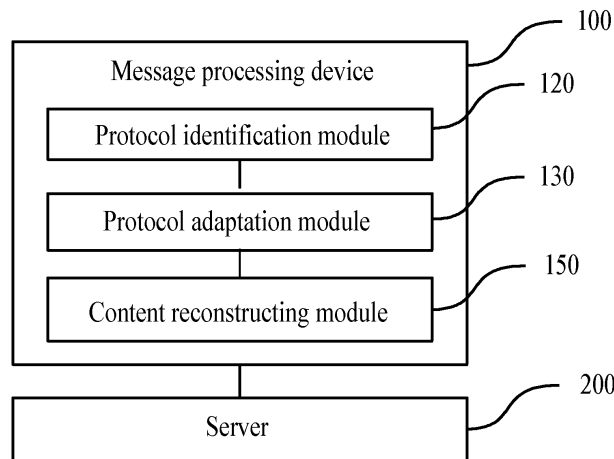 100
Message processing device
120
Protocol identification module
130
Protocol adaptation module
150
Content reconstructing module
200
Server